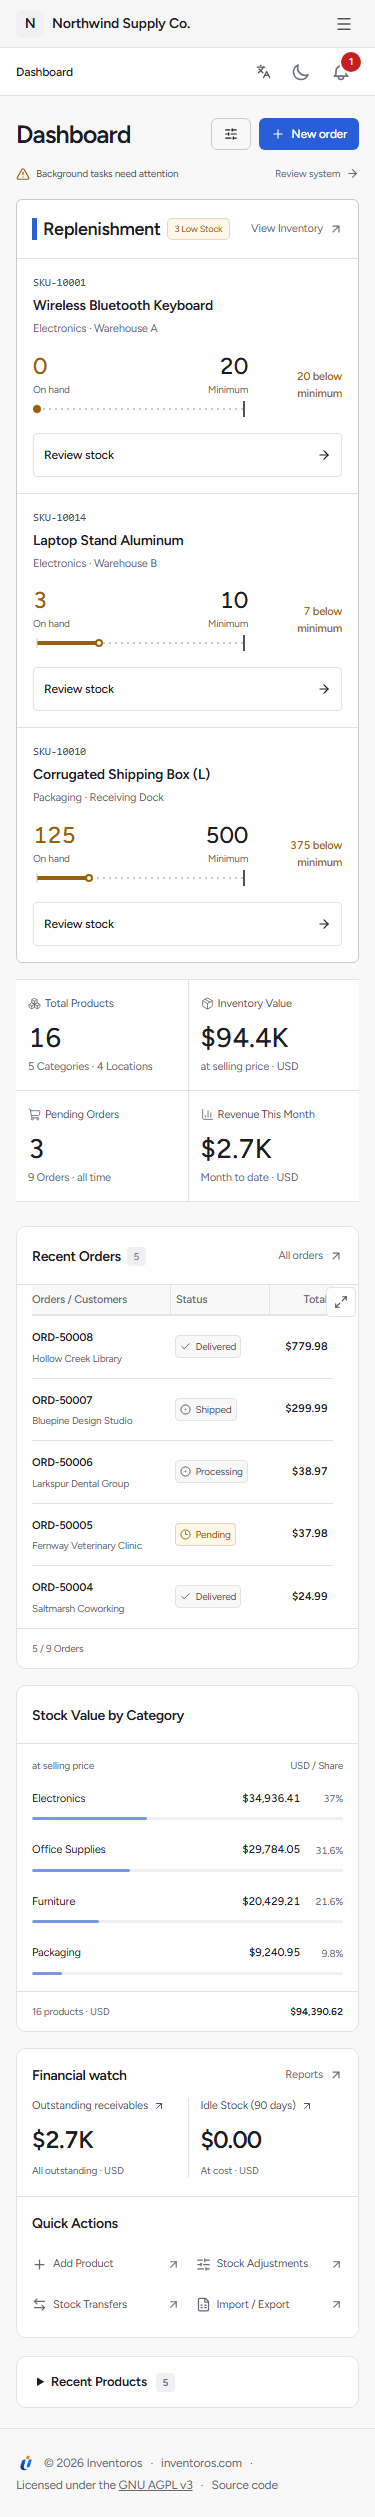 N Northwind Supply Co.
Dashboard
1
Dashboard
New order
Background tasks need attention
Review system
Replenishment
3 Low Stock
View Inventory
SKU-10001
Wireless Bluetooth Keyboard
Electronics · Warehouse A
0 20
On hand Minimum
20 below
minimum
Review stock
SKU-10014
Laptop Stand Aluminum
Electronics · Warehouse B
3 10
On hand Minimum
7 below
minimum
Review stock
SKU-10010
Corrugated Shipping Box (L)
Packaging · Receiving Dock
125 500
On hand Minimum
375 below
minimum
Review stock
Total Products
16
5 Categories · 4 Locations
Inventory Value
$94.4K
at selling price · USD
Pending Orders
3
9 Orders · all time
Revenue This Month
$2.7K
Month to date · USD
Recent Orders 5
All orders
Orders / Customers Status Total
ORD-50008
Hollow Creek Library
Delivered
$779.98
ORD-50007
Bluepine Design Studio
Shipped
$299.99
ORD-50006
Larkspur Dental Group
Processing
$38.97
ORD-50005
Fernway Veterinary Clinic
Pending
$37.98
ORD-50004
Saltmarsh Coworking
Delivered
$24.99
5 / 9 Orders
Stock Value by Category
at selling price USD / Share
Electronics $34,936.41 37%
Office Supplies $29,784.05 31.6%
Furniture $20,429.21 21.6%
Packaging $9,240.95 9.8%
16 products · USD $94,390.62
Financial watch
Reports
Outstanding receivables
$2.7K
All outstanding · USD
Idle Stock (90 days)
$0.00
At cost · USD
Quick Actions
Add Product
Stock Adjustments
Stock Transfers
Import / Export
Recent Products 5
© 2026 Inventoros · inventoros.com ·
Licensed under the GNU AGPL v3 · Source code